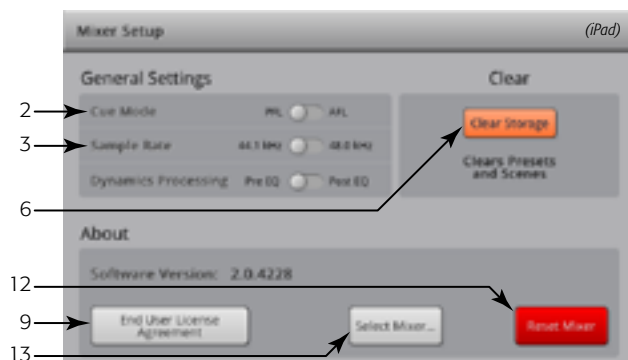 Mixer Setup (iPad)
General Settings
Clear
2 Cue Mode PFL AFL
3 Sample Rate 44.1 kHz 48.0 kHz
Dynamics Processing Pre EQ Post EQ
Clear Storage
Clears Presets
and Scenes
6
About
Software Version: 2.0.4228
12
9 End User License
Agreement
Select Mixer...
Reset Mixer
13